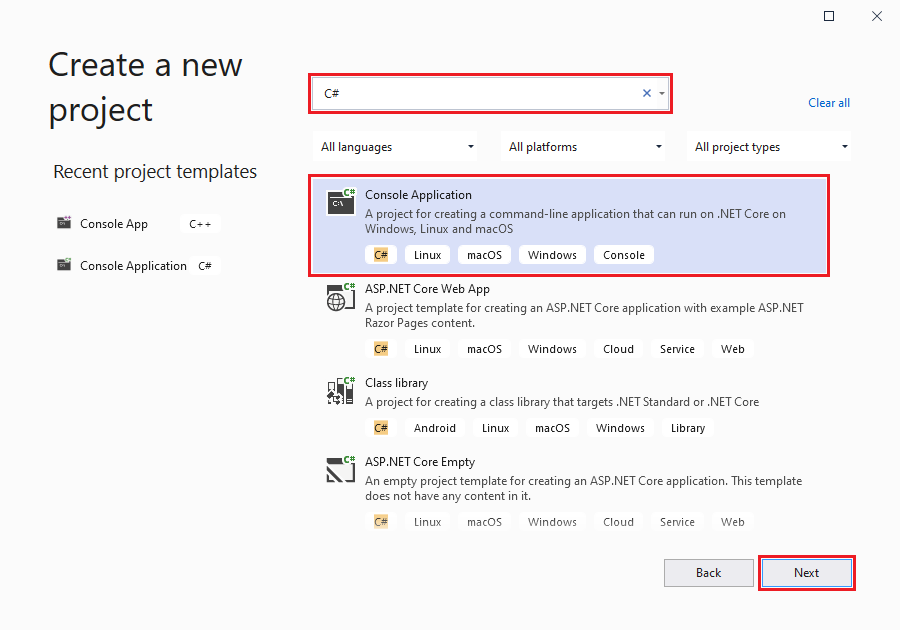 Create a new
project
Recent project templates
Console App C++
Console Application C#
C#
Clear all
All languages All platforms All project types
Console Application
A project for creating a command-line application that can run on .NET Core on
Windows, Linux and macOS
C# Linux macOS Windows Console
ASP.NET Core Web App
A project template for creating an ASP.NET Core application with example ASP.NET
Razor Pages content.
C# Linux macOS Windows Cloud Service Web
Class library
A project for creating a class library that targets .NET Standard or .NET Core
C# Android Linux macOS Windows Library
ASP.NET Core Empty
An empty project template for creating an ASP.NET Core application. This template
does not have any content in it.
C# Linux macOS Windows Cloud Service Web
Back Next